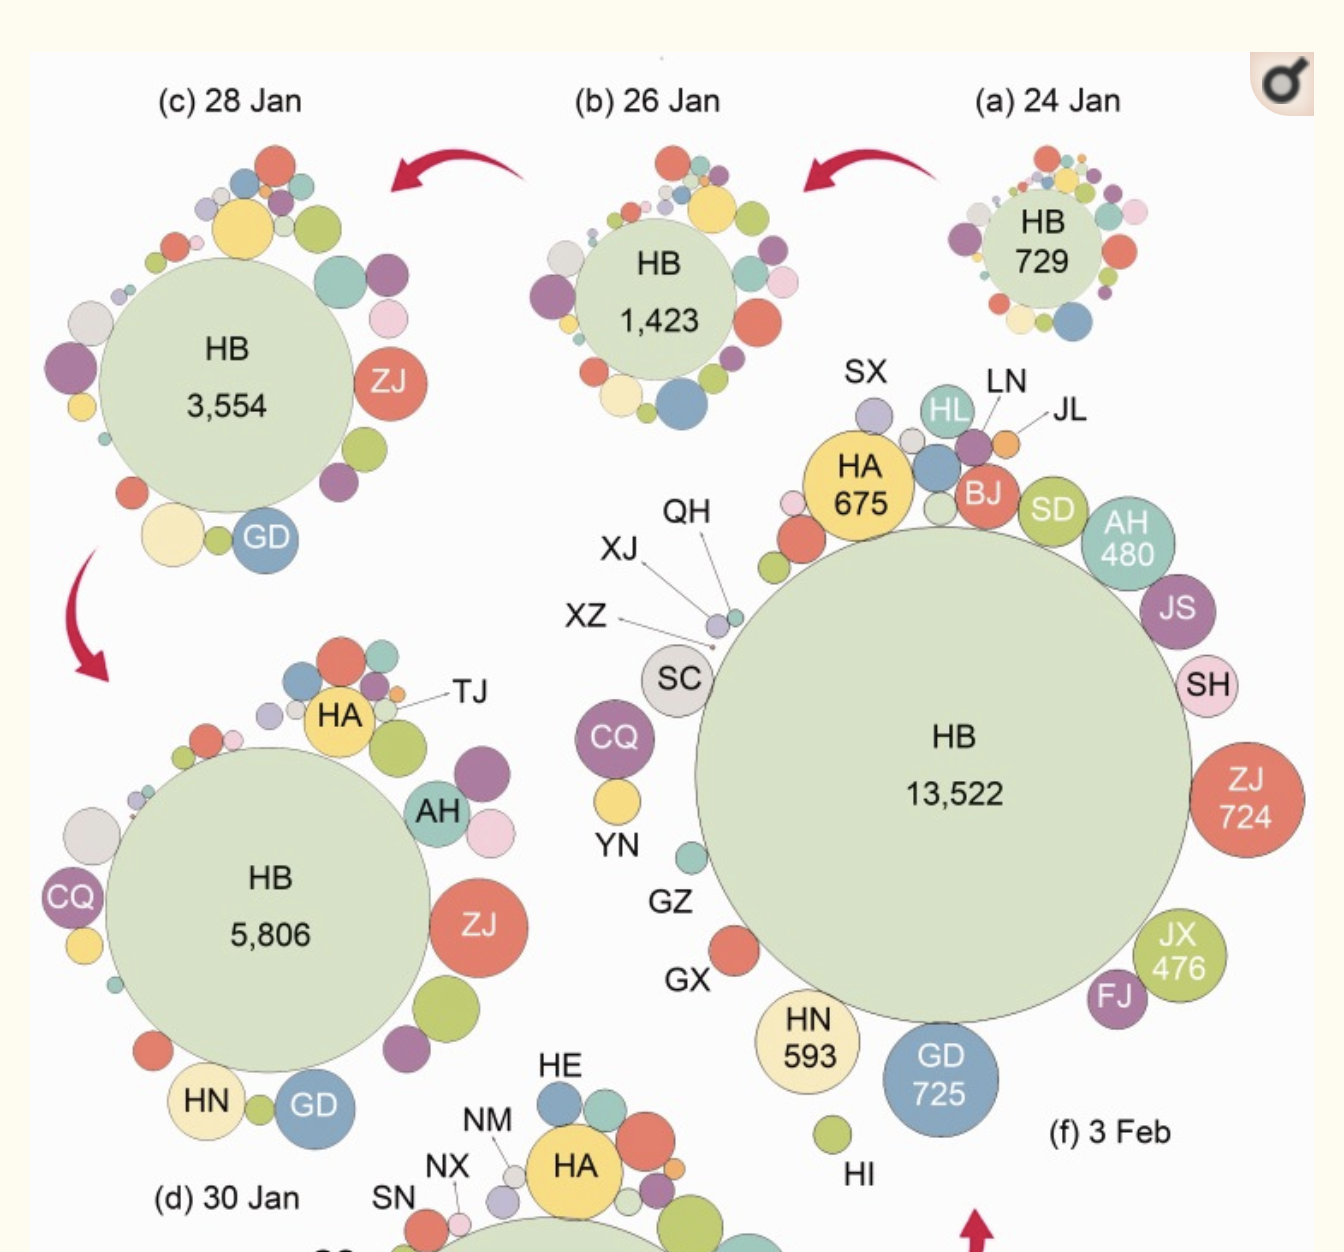 (c) 28 Jan
(b) 26 Jan
(a) 24 Jan
HB
3,554
ZJ
GD
HB
1,423
HB
729
SX
HL
LN
JL
HA
675
BJ
SD
AH
480
QH
XJ
XZ
SC
JS
SH
CQ
YN
HB
13,522
ZJ
724
GZ
GX
JX
476
FJ
HN
593
GD
725
HI
(f) 3 Feb
TJ
HA
AH
HB
5,806
CQ
ZJ
HN
GD
(d) 30 Jan
HE
NM
HA
NX
SN